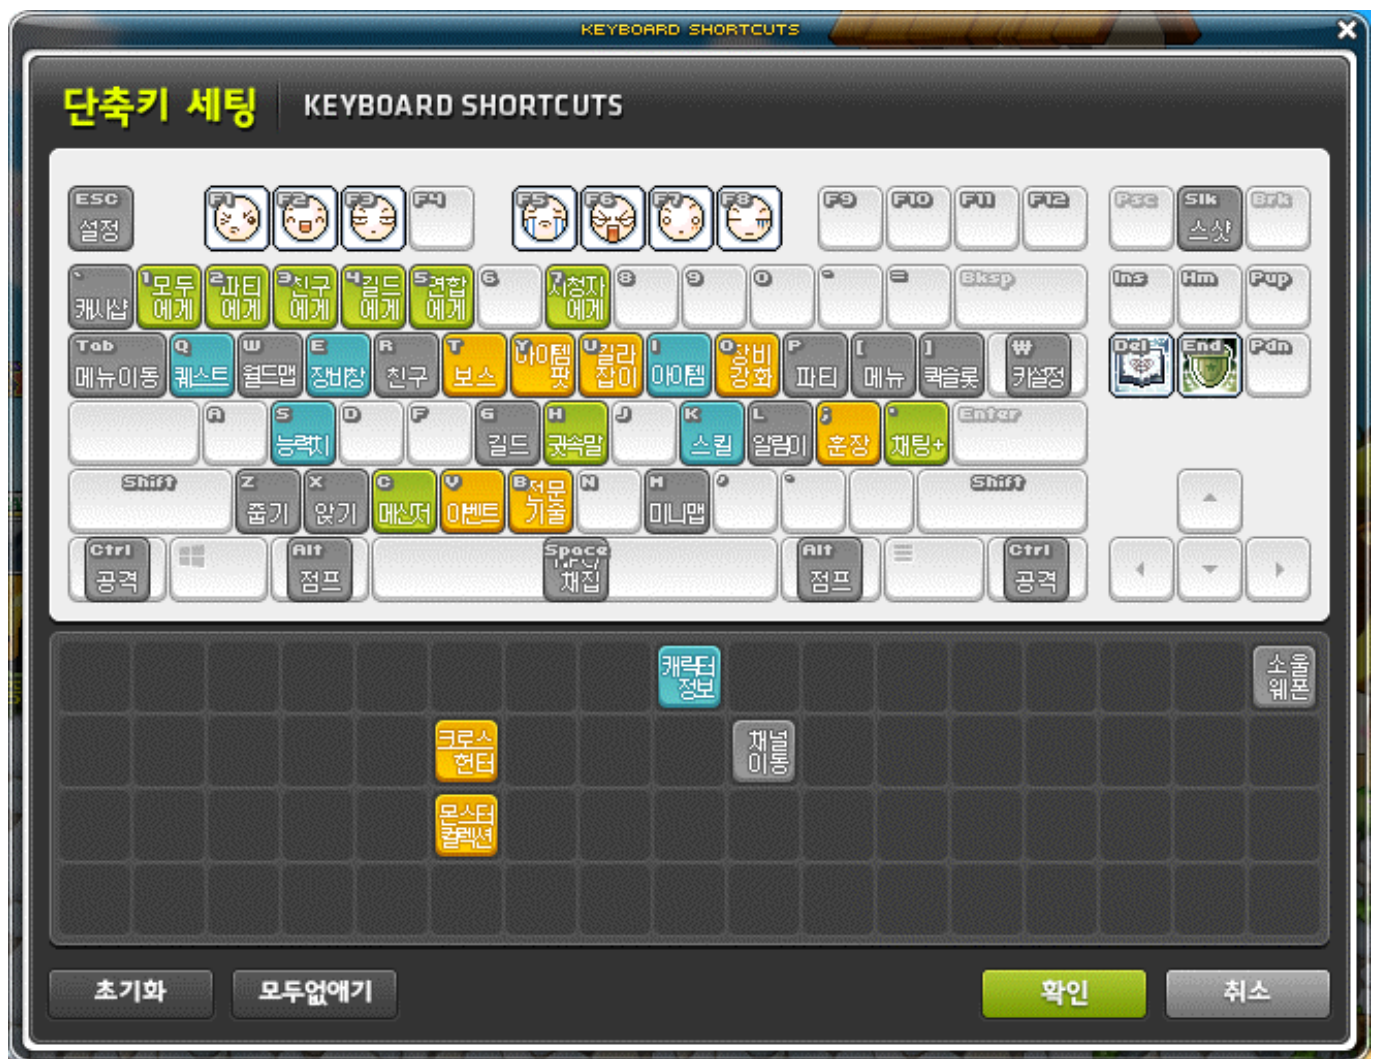 KEYBOARD SHORTCUTS
단축키 세팅 KEYBOARD SHORTCUTS
ESC 설정 F1 F2 F3 F4 F5 F6 F7 F8 F9 F10 F11 F12 Psc Slk 스샷 Brk
` 캐시샵 1 모두에게 2 파티에게 3 친구에게 4 길드에게 5 연합에게 6 7 시청자에게 8 9 0 - = Bksp Ins Hm Pup
Tab 메뉴이동 Q 퀘스트 W 월드맵 E 장비창 R 친구 T 보스 Y 아이템팟 U 길라잡이 I 아이템 O 장비강화 P 파티 [ 메뉴 ] 퀵슬롯 ₩ 키설정 Del End Pdn
A S 능력치 D F G 길드 H 귓속말 J K 스킬 L 알림이 ; 훈장 ' 채팅+ Enter
Shift Z 줍기 X 앉기 C 메신저 V 이벤트 B 전문기술 N M 미니맵 , . Shift
Ctrl 공격 Alt 점프 Space 채집 Alt 점프 Ctrl 공격
캐릭터 정보 소울 웨폰
크로스 헌터 채널 이동
몬스터 컬렉션
초기화 모두없애기 확인 취소